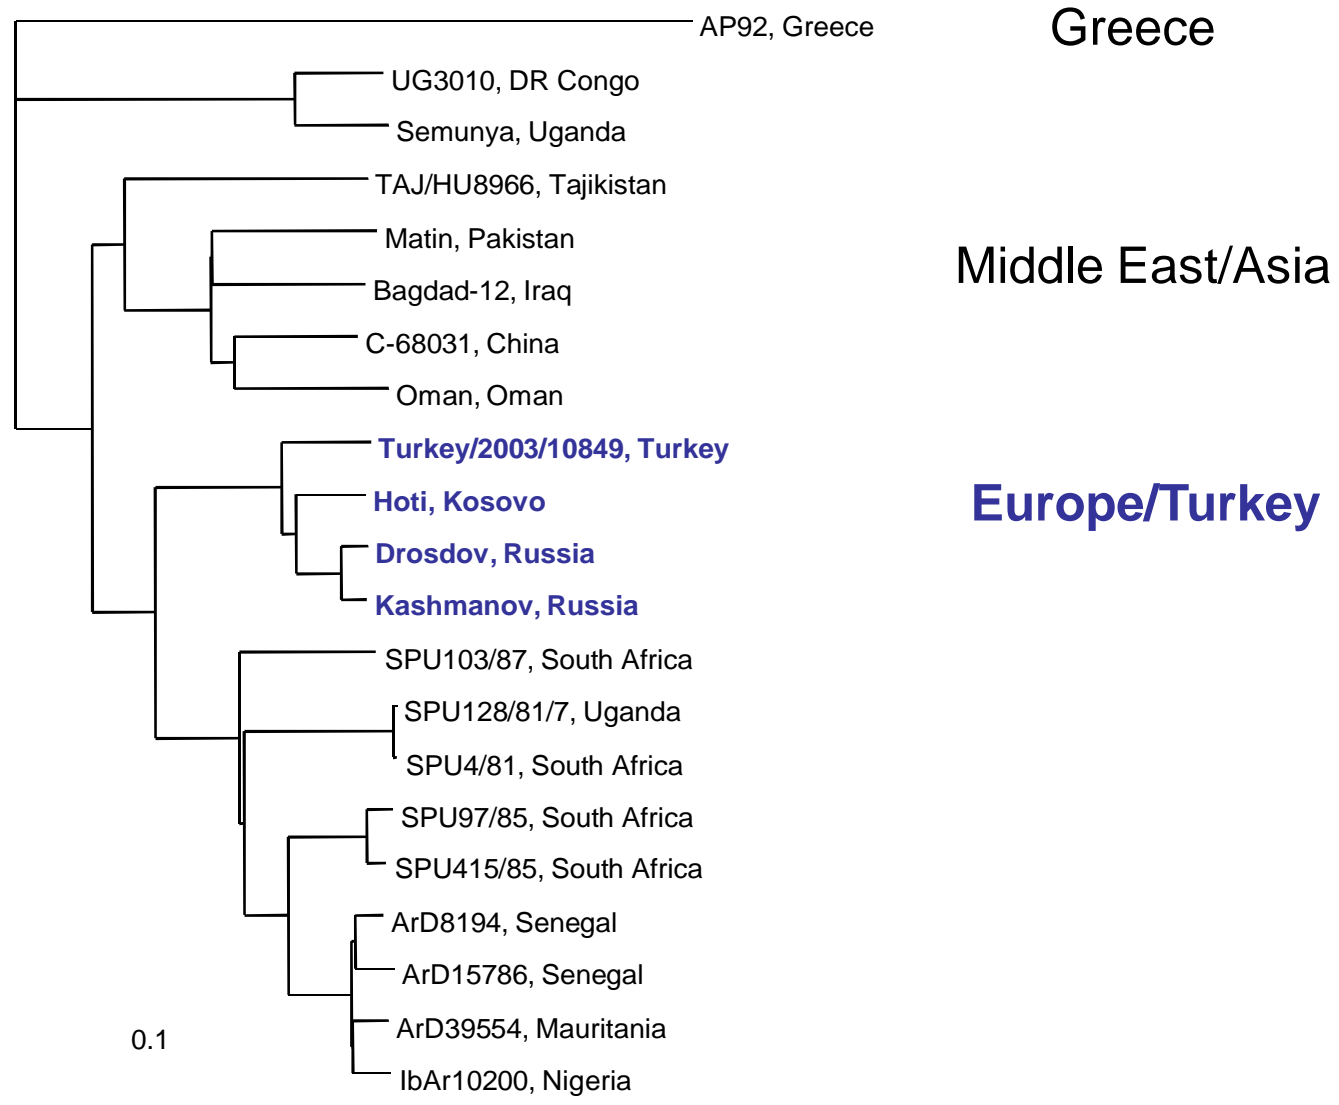 AP92, Greece
Greece
UG3010, DR Congo
Semunya, Uganda
TAJ/HU8966, Tajikistan
Matin, Pakistan
Middle East/Asia
Bagdad-12, Iraq
C-68031, China
Oman, Oman
Turkey/2003/10849, Turkey
Hoti, Kosovo
Europe/Turkey
Drosdov, Russia
Kashmanov, Russia
SPU103/87, South Africa
SPU128/81/7, Uganda
SPU4/81, South Africa
SPU97/85, South Africa
SPU415/85, South Africa
ArD8194, Senegal
ArD15786, Senegal
ArD39554, Mauritania
0.1
IbAr10200, Nigeria